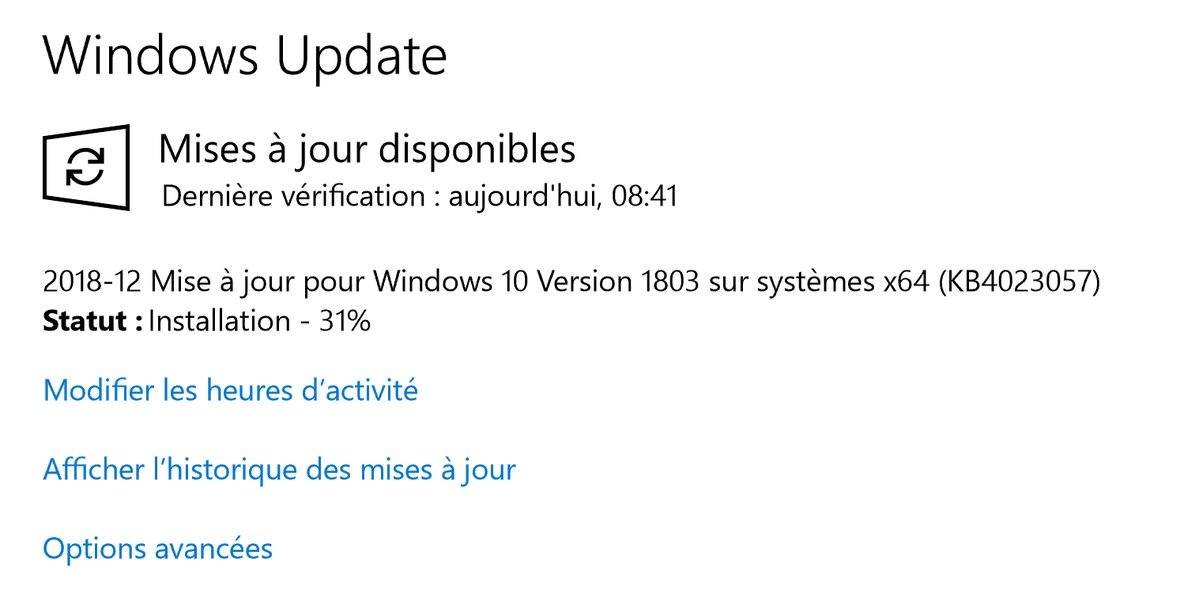 Windows Update
Mises à jour disponibles
Dernière vérification : aujourd'hui, 08:41
2018-12 Mise à jour pour Windows 10 Version 1803 sur systèmes x64 (KB4023057)
Statut : Installation - 31%
Modifier les heures d’activité
Afficher l’historique des mises à jour
Options avancées